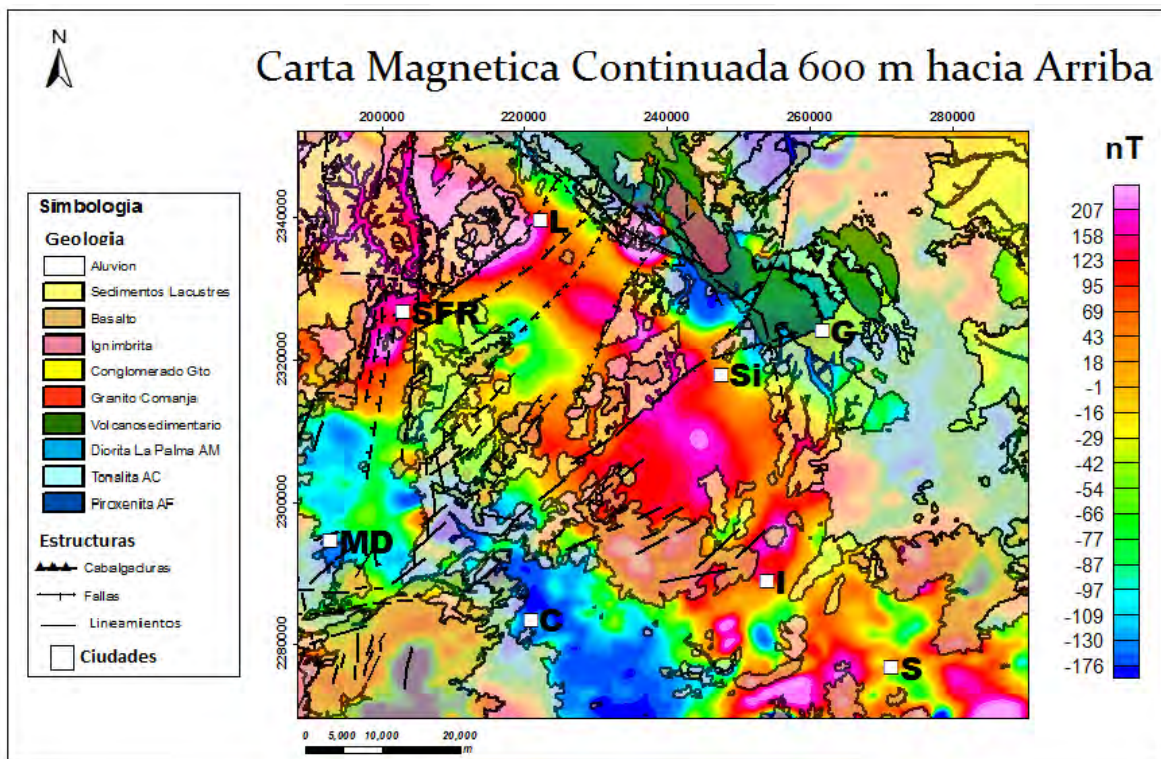 N
Carta Magnetica Continuada 600 m hacia Arriba
200000
220000
240000
260000
280000
2340000
2320000
2300000
2280000
L
SFR
G
Si
MD
C
I
S
nT
207
158
123
95
69
43
18
-1
-16
-29
-42
-54
-66
-77
-87
-97
-109
-130
-176
Simbologia
Geologia
Aluvion
Sedimentos Lacustres
Basalto
Ignimbrita
Conglomerado Gto
Granito Comanja
Volcanosedimentario
Diorita La Palma AM
Tonalita AC
Piroxenita AF
Estructuras
Cabalgaduras
Fallas
Lineamientos
Ciudades
0 5,000 10,000 20,000
m